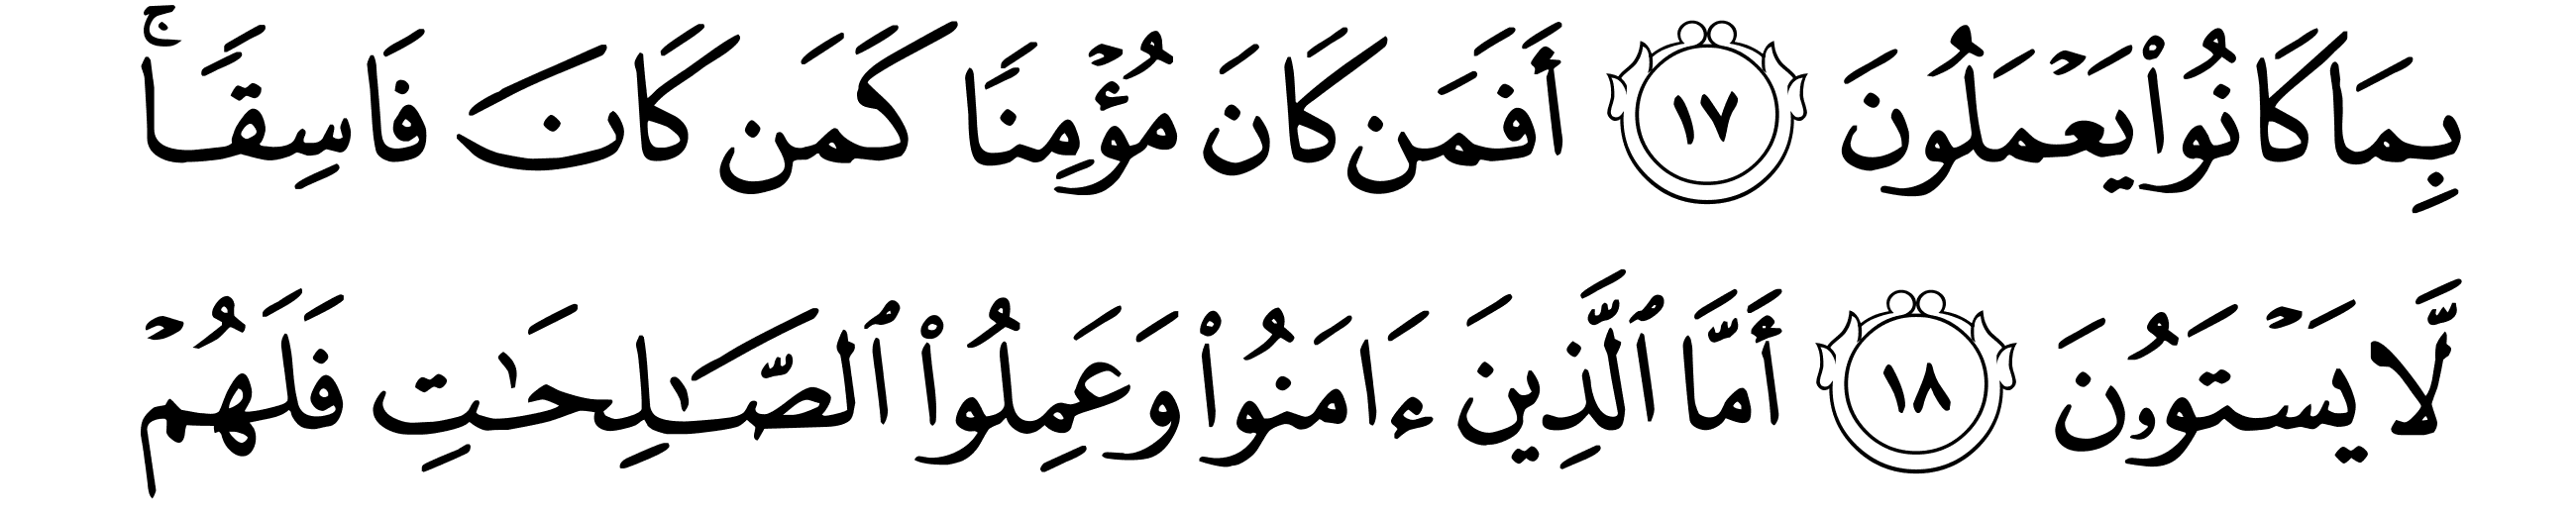 بِمَا كَانُوا۟ يَعْمَلُونَ ١٧ أَفَمَن كَانَ مُؤْمِنًا كَمَن كَانَ فَاسِقًا ۚ
لَّا يَسْتَوُۥنَ ١٨ أَمَّا ٱلَّذِينَ ءَامَنُوا۟ وَعَمِلُوا۟ ٱلصَّـٰلِحَـٰتِ فَلَهُمْ